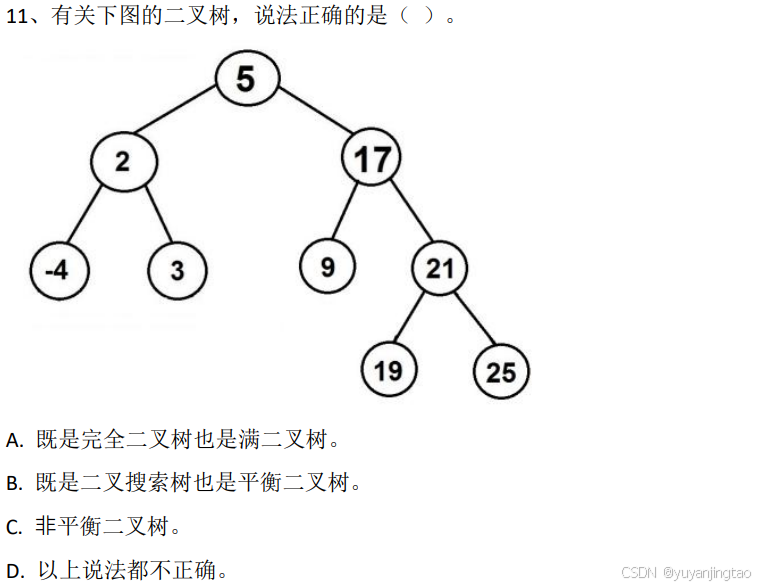 11、有关下图的二叉树，说法正确的是（ ）。
5
2
17
-4
3
9
21
19
25
A. 既是完全二叉树也是满二叉树。
B. 既是二叉搜索树也是平衡二叉树。
C. 非平衡二叉树。
D. 以上说法都不正确。
CSDN @yuyanjingtao